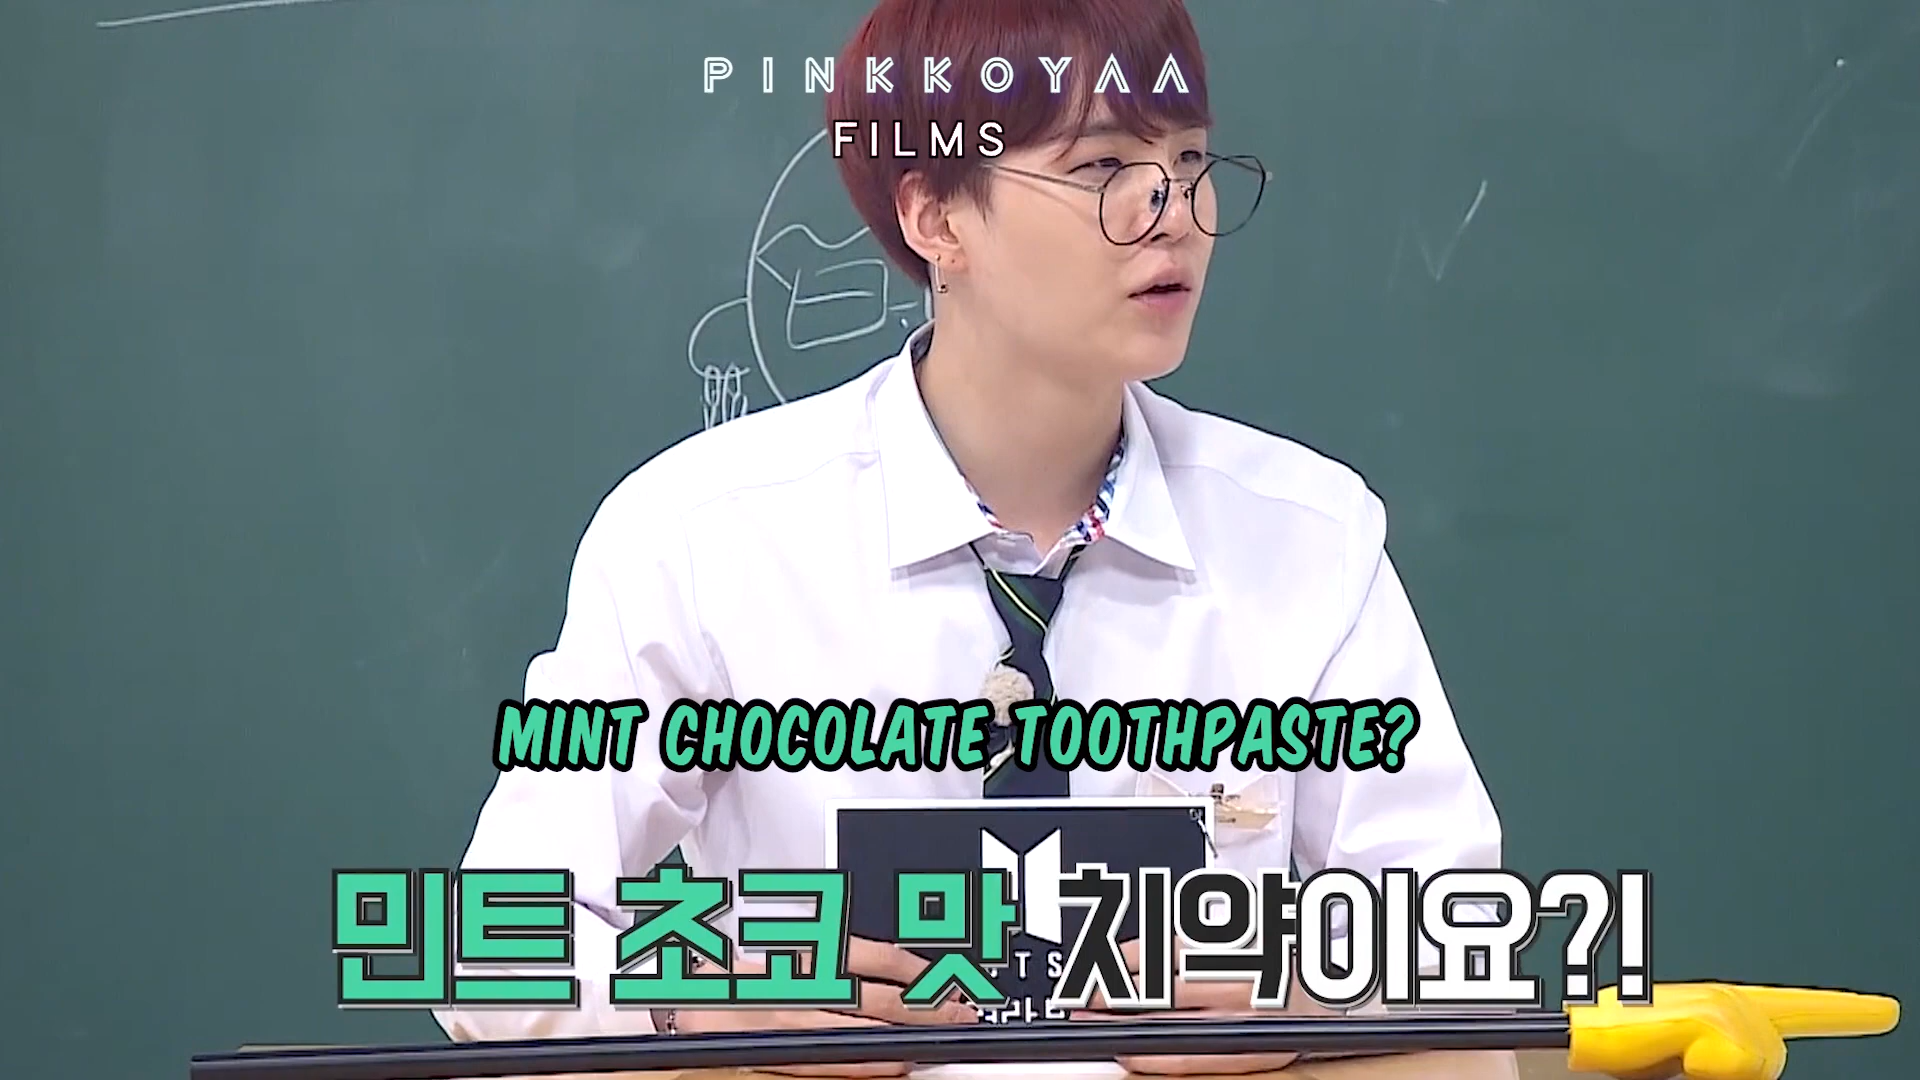 PINKKOYAA
FILMS
MINT CHOCOLATE TOOTHPASTE?
민트 초코 맛 치약이요?!